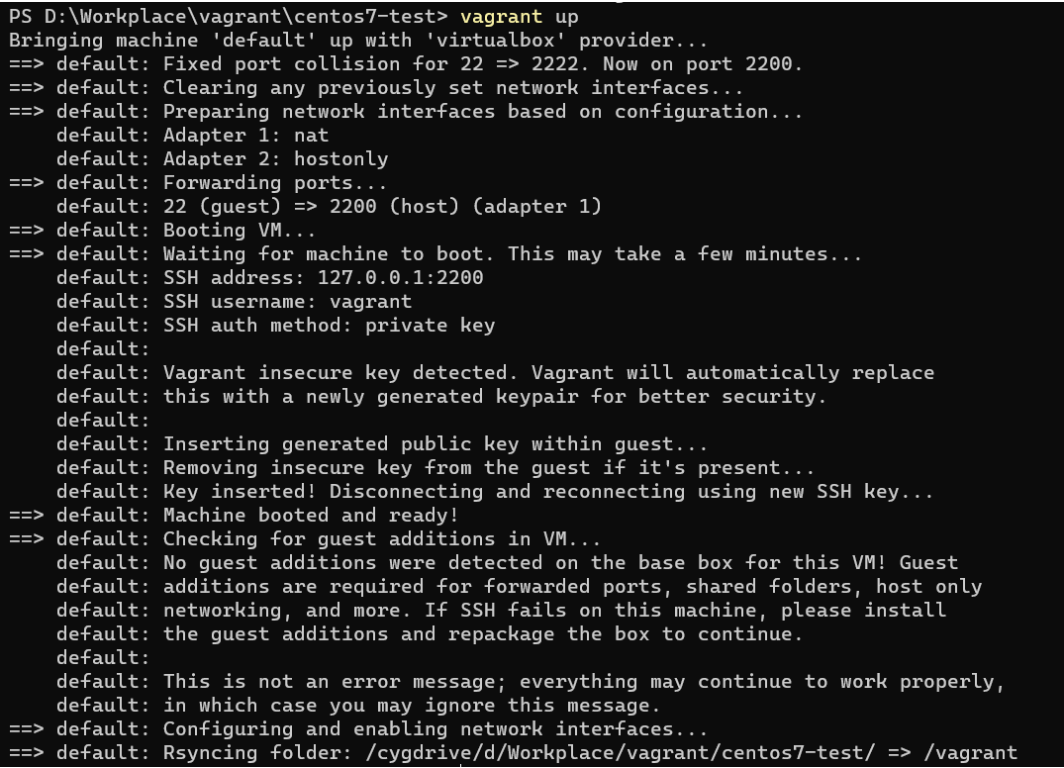 PS D:\Workplace\vagrant\centos7-test> vagrant up
Bringing machine 'default' up with 'virtualbox' provider...
==> default: Fixed port collision for 22 => 2222. Now on port 2200.
==> default: Clearing any previously set network interfaces...
==> default: Preparing network interfaces based on configuration...
    default: Adapter 1: nat
    default: Adapter 2: hostonly
==> default: Forwarding ports...
    default: 22 (guest) => 2200 (host) (adapter 1)
==> default: Booting VM...
==> default: Waiting for machine to boot. This may take a few minutes...
    default: SSH address: 127.0.0.1:2200
    default: SSH username: vagrant
    default: SSH auth method: private key
    default:
    default: Vagrant insecure key detected. Vagrant will automatically replace
    default: this with a newly generated keypair for better security.
    default:
    default: Inserting generated public key within guest...
    default: Removing insecure key from the guest if it's present...
    default: Key inserted! Disconnecting and reconnecting using new SSH key...
==> default: Machine booted and ready!
==> default: Checking for guest additions in VM...
    default: No guest additions were detected on the base box for this VM! Guest
    default: additions are required for forwarded ports, shared folders, host only
    default: networking, and more. If SSH fails on this machine, please install
    default: the guest additions and repackage the box to continue.
    default:
    default: This is not an error message; everything may continue to work properly,
    default: in which case you may ignore this message.
==> default: Configuring and enabling network interfaces...
==> default: Rsyncing folder: /cygdrive/d/Workplace/vagrant/centos7-test/ => /vagrant